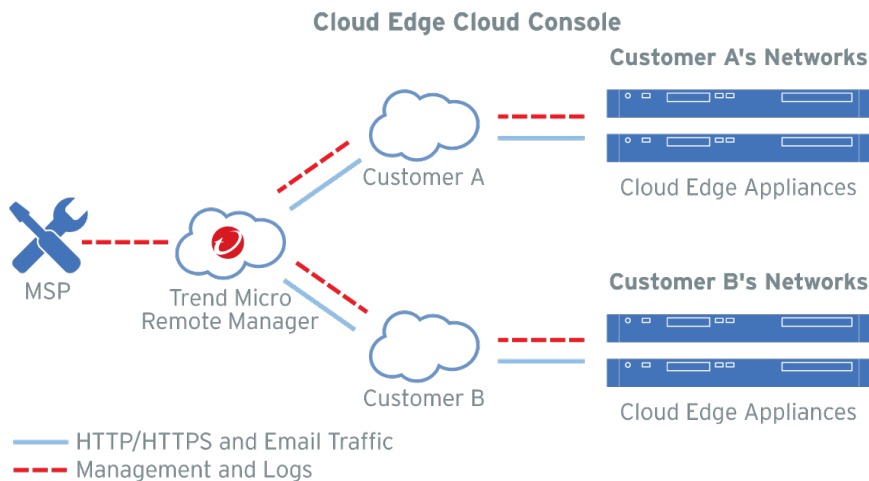 Cloud Edge Cloud Console
Customer A's Networks
Customer A
Cloud Edge Appliances
MSP
Trend Micro
Remote Manager
Customer B's Networks
Customer B
Cloud Edge Appliances
HTTP/HTTPS and Email Traffic
Management and Logs